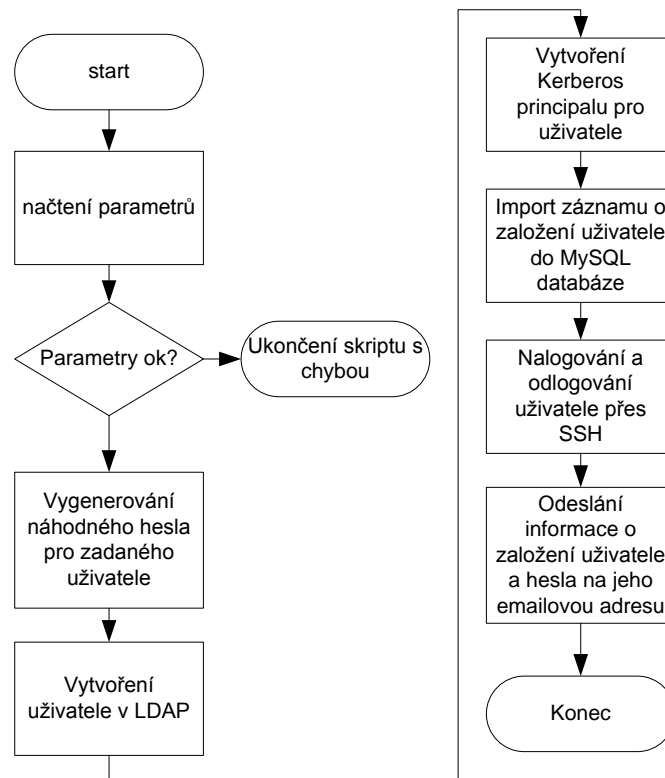 start
načtení parametrů
Parametry ok?
Ukončení skriptu s
chybou
Vygenerování
náhodného hesla
pro zadaného
uživatele
Vytvoření
uživatele v LDAP
Vytvoření
Kerberos
principalu pro
uživatele
Import záznamu o
založení uživatele
do MySQL
databáze
Nalogování a
odlogování
uživatele přes
SSH
Odeslání
informace o
založení uživatele
a hesla na jeho
emailovou adresu
Konec